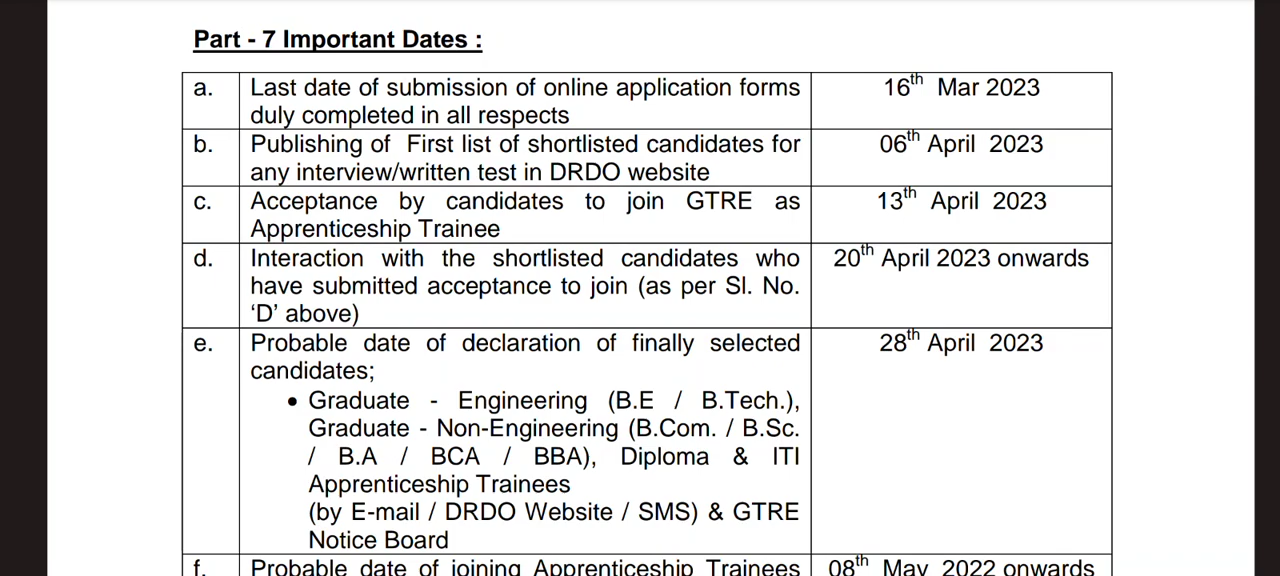 Part - 7 Important Dates :
a. Last date of submission of online application forms 16th Mar 2023
duly completed in all respects
b. Publishing of First list of shortlisted candidates for 06th April 2023
any interview/written test in DRDO website
c. Acceptance by candidates to join GTRE as 13th April 2023
Apprenticeship Trainee
d. Interaction with the shortlisted candidates who 20th April 2023 onwards
have submitted acceptance to join (as per Sl. No.
‘D’ above)
e. Probable date of declaration of finally selected 28th April 2023
candidates;
• Graduate - Engineering (B.E / B.Tech.),
Graduate - Non-Engineering (B.Com. / B.Sc.
/ B.A / BCA / BBA), Diploma & ITI
Apprenticeship Trainees
(by E-mail / DRDO Website / SMS) & GTRE
Notice Board
f. Probable date of joining Apprenticeship Trainees 08th May 2022 onwards